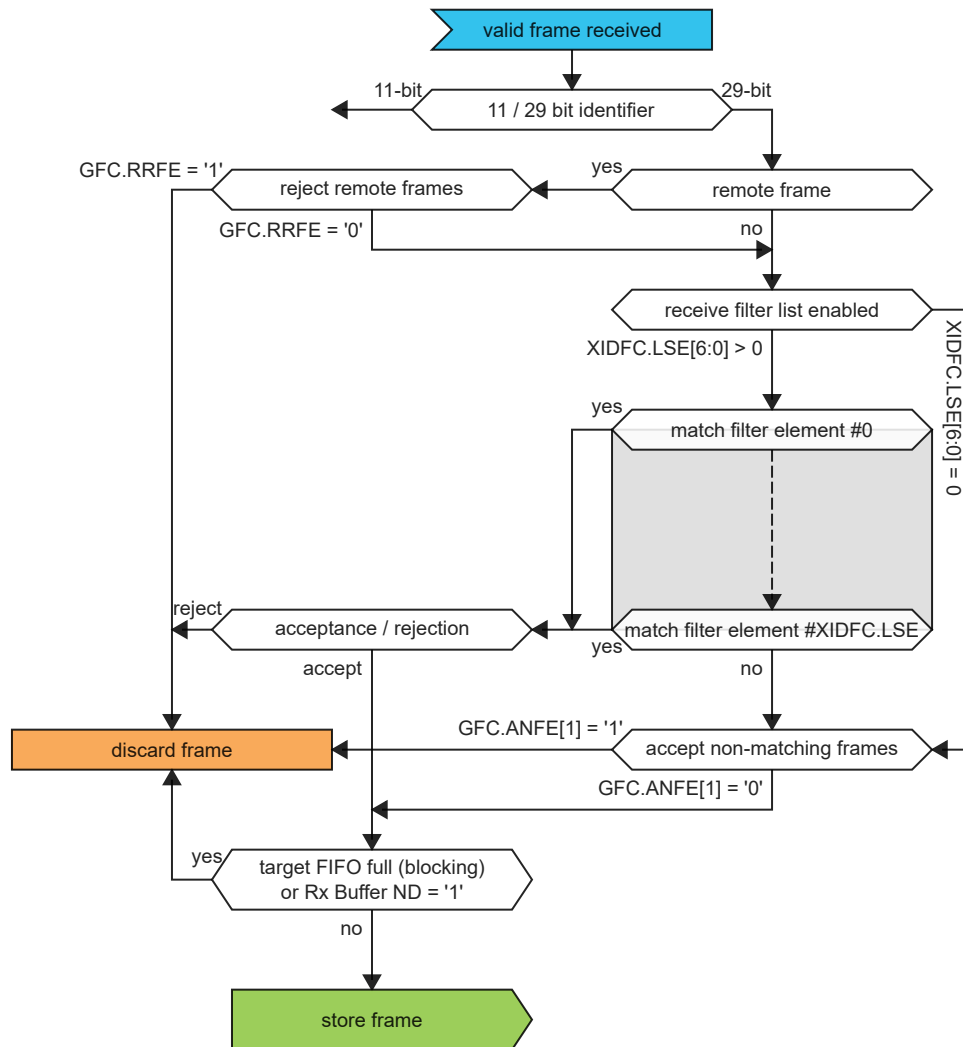 valid frame received
11-bit
29-bit
11 / 29 bit identifier
GFC.RRFE = '1'
yes
reject remote frames
remote frame
GFC.RRFE = '0'
no
receive filter list enabled
XIDFC.LSE[6:0] > 0
XIDFC.LSE[6:0] = 0
yes
match filter element #0
reject
acceptance / rejection
match filter element #XIDFC.LSE
yes
accept
no
GFC.ANFE[1] = '1'
discard frame
accept non-matching frames
GFC.ANFE[1] = '0'
yes
target FIFO full (blocking)
or Rx Buffer ND = '1'
no
store frame